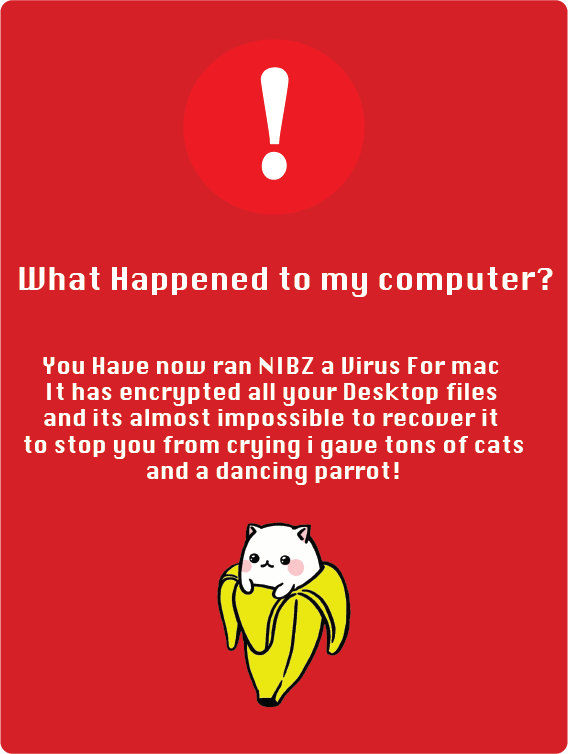 !
What Happened to my computer?
You Have now ran NIBZ a Virus For mac
It has encrypted all your Desktop files
and its almost impossible to recover it
to stop you from crying i gave tons of cats
and a dancing parrot!